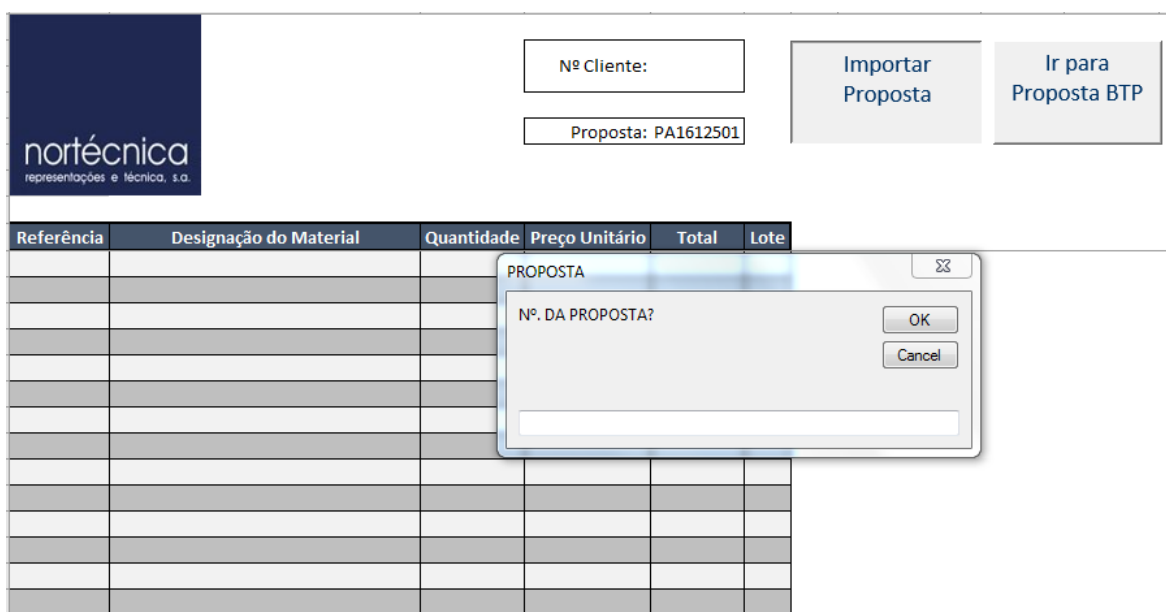 nortécnica
representações e técnica, s.a.
Nº Cliente:
Proposta: PA1612501
Importar
Proposta
Ir para
Proposta BTP
Referência Designação do Material Quantidade Preço Unitário Total Lote
PROPOSTA
Nº. DA PROPOSTA?
OK
Cancel